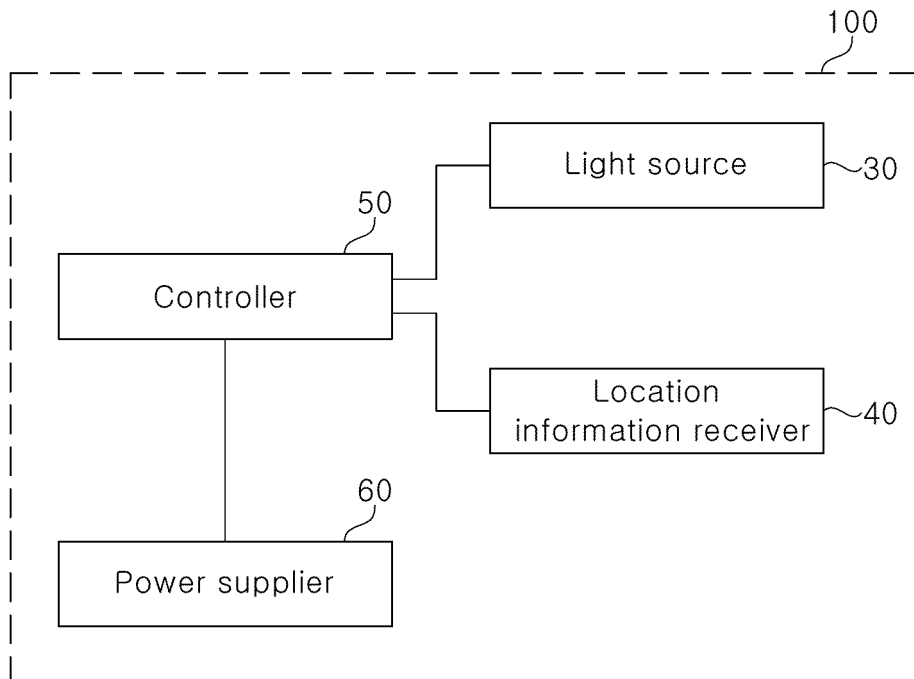 100
Light source
30
50
Controller
Location
information receiver
40
60
Power supplier